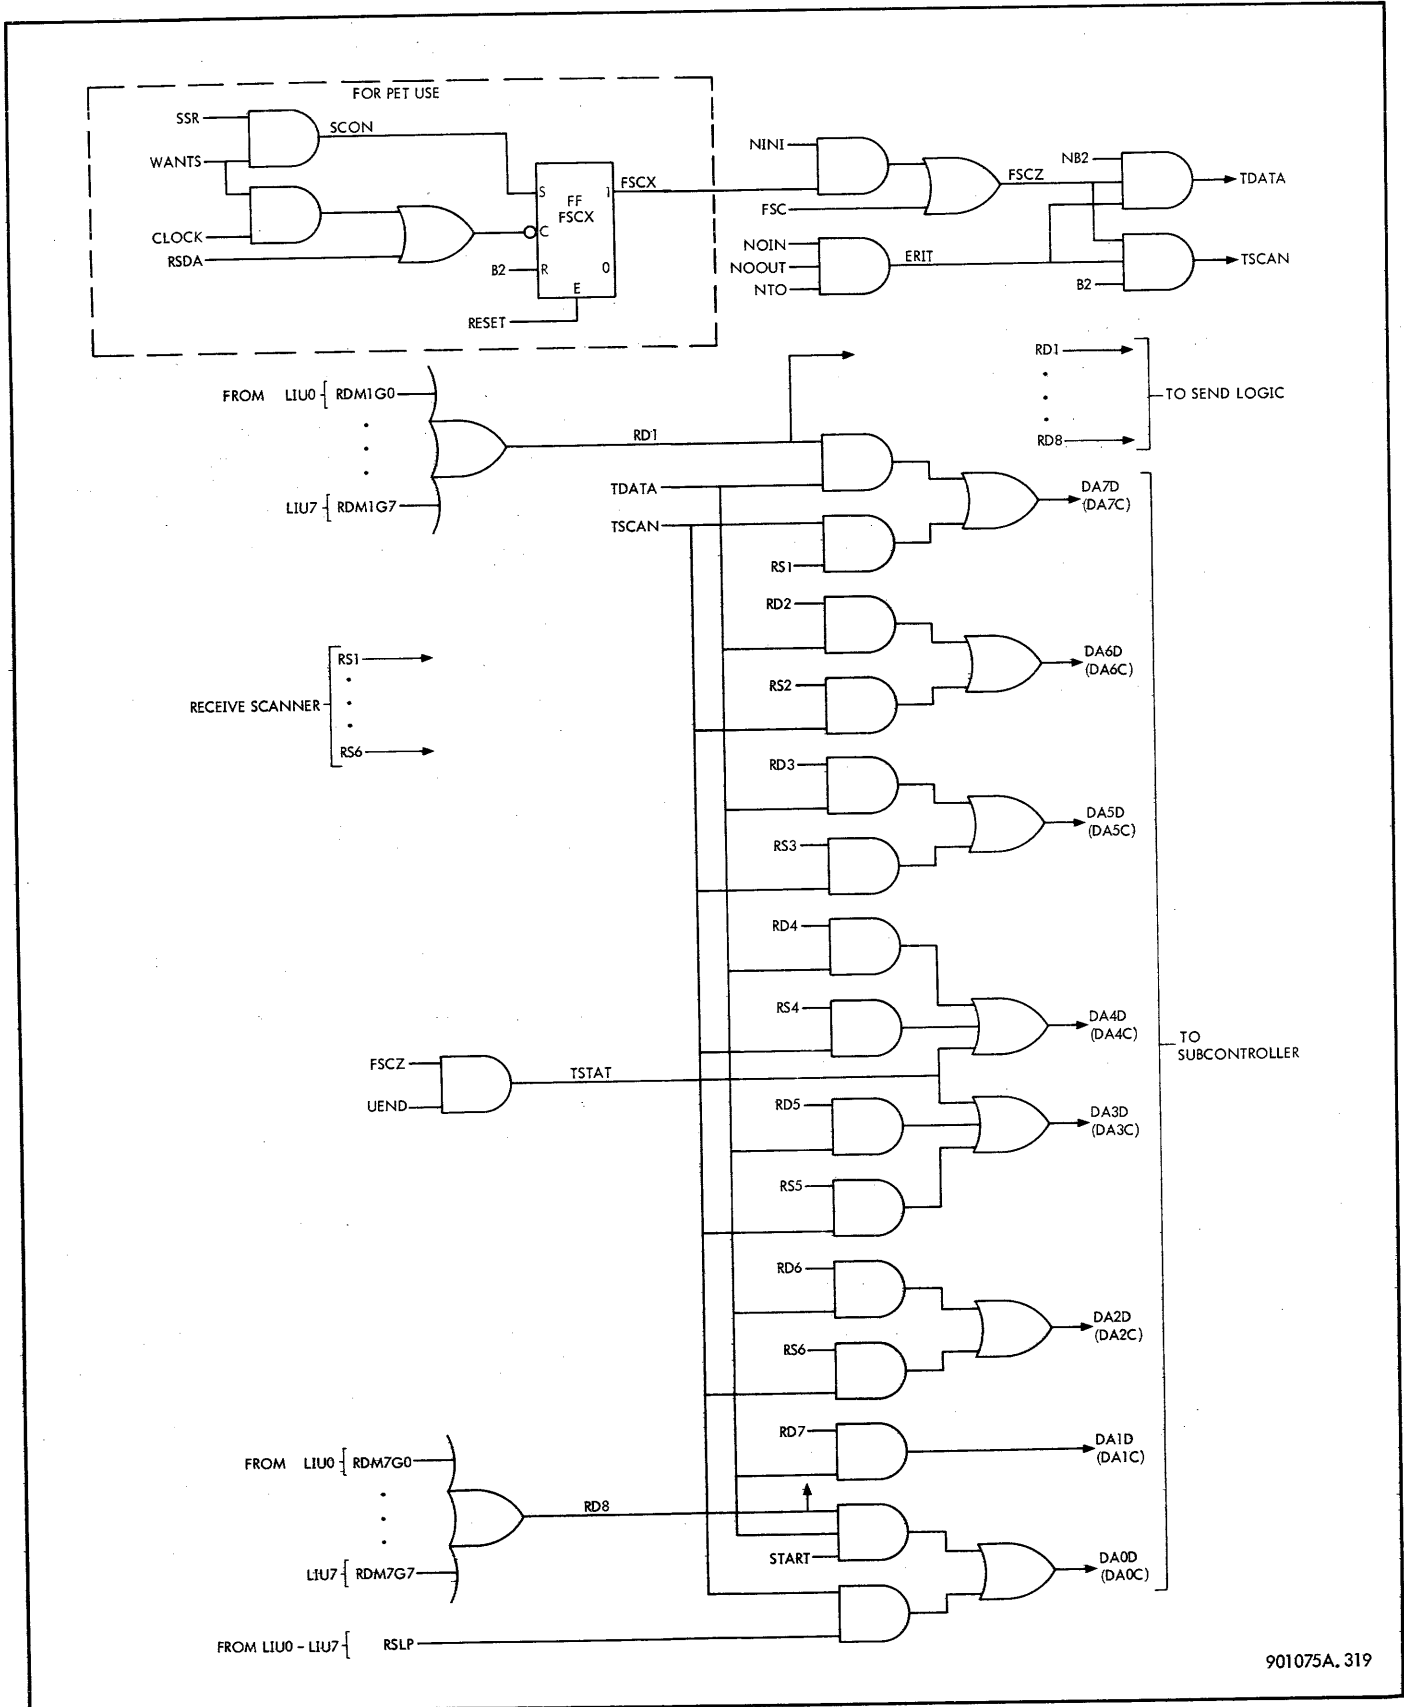 FOR PET USE
SSR
SCON
WANTS
CLOCK
RSDA
S
1
FF
FSCX
C
B2
R
0
E
RESET
FSCX
NINI
FSC
FSCZ
NB2
TDATA
NOIN
NOOUT
NTO
ERIT
TSCAN
B2
FROM LIU0 { RDM1G0
LIU7 { RDM1G7
RD1
RD1
TO SEND LOGIC
RD8
TDATA
TSCAN
RS1
DA7D
(DA7C)
RD2
RS2
DA6D
(DA6C)
RS1
RECEIVE SCANNER
RS6
RD3
RS3
DA5D
(DA5C)
RD4
RS4
DA4D
(DA4C)
TO
SUBCONTROLLER
FSCZ
UEND
TSTAT
RD5
RS5
DA3D
(DA3C)
RD6
RS6
DA2D
(DA2C)
RD7
DA1D
(DA1C)
FROM LIU0 { RDM7G0
LIU7 { RDM7G7
RD8
START
DA0D
(DA0C)
FROM LIU0 - LIU7 { RSLP
901075A. 319